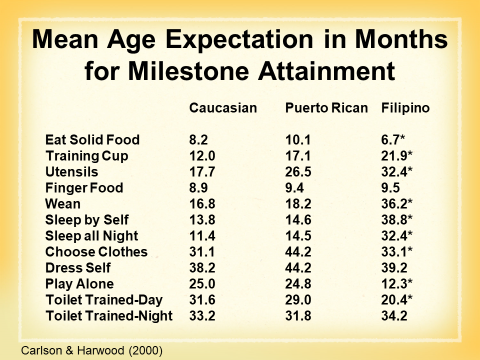 Mean Age Expectation in Months
for Milestone Attainment
Caucasian Puerto Rican Filipino
Eat Solid Food 8.2 10.1 6.7*
Training Cup 12.0 17.1 21.9*
Utensils 17.7 26.5 32.4*
Finger Food 8.9 9.4 9.5
Wean 16.8 18.2 36.2*
Sleep by Self 13.8 14.6 38.8*
Sleep all Night 11.4 14.5 32.4*
Choose Clothes 31.1 44.2 33.1*
Dress Self 38.2 44.2 39.2
Play Alone 25.0 24.8 12.3*
Toilet Trained-Day 31.6 29.0 20.4*
Toilet Trained-Night 33.2 31.8 34.2
Carlson & Harwood (2000)